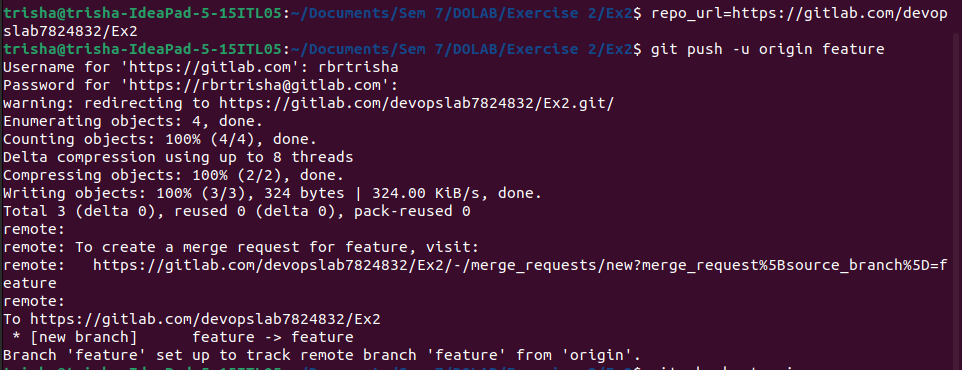 trisha@trisha-IdeaPad-5-15ITL05:~/Documents/Sem 7/DOLAB/Exercise 2/Ex2$ repo_url=https://gitlab.com/devop
slab7824832/Ex2
trisha@trisha-IdeaPad-5-15ITL05:~/Documents/Sem 7/DOLAB/Exercise 2/Ex2$ git push -u origin feature
Username for 'https://gitlab.com': rbrtrisha
Password for 'https://rbrtrisha@gitlab.com':
warning: redirecting to https://gitlab.com/devopslab7824832/Ex2.git/
Enumerating objects: 4, done.
Counting objects: 100% (4/4), done.
Delta compression using up to 8 threads
Compressing objects: 100% (2/2), done.
Writing objects: 100% (3/3), 324 bytes | 324.00 KiB/s, done.
Total 3 (delta 0), reused 0 (delta 0), pack-reused 0
remote:
remote: To create a merge request for feature, visit:
remote:   https://gitlab.com/devopslab7824832/Ex2/-/merge_requests/new?merge_request%5Bsource_branch%5D=f
eature
remote:
To https://gitlab.com/devopslab7824832/Ex2
 * [new branch]      feature -> feature
Branch 'feature' set up to track remote branch 'feature' from 'origin'.